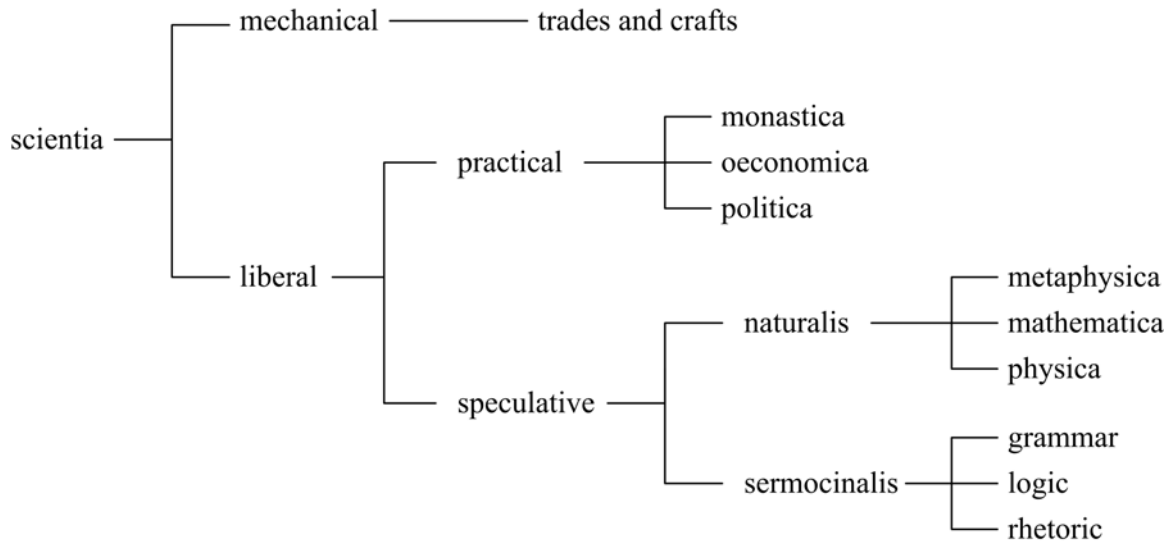 mechanical trades and crafts
monastica
scientia
practical oeconomica
politica
liberal
metaphysica
naturalis mathematica
physica
speculative
grammar
sermocinalis logic
rhetoric